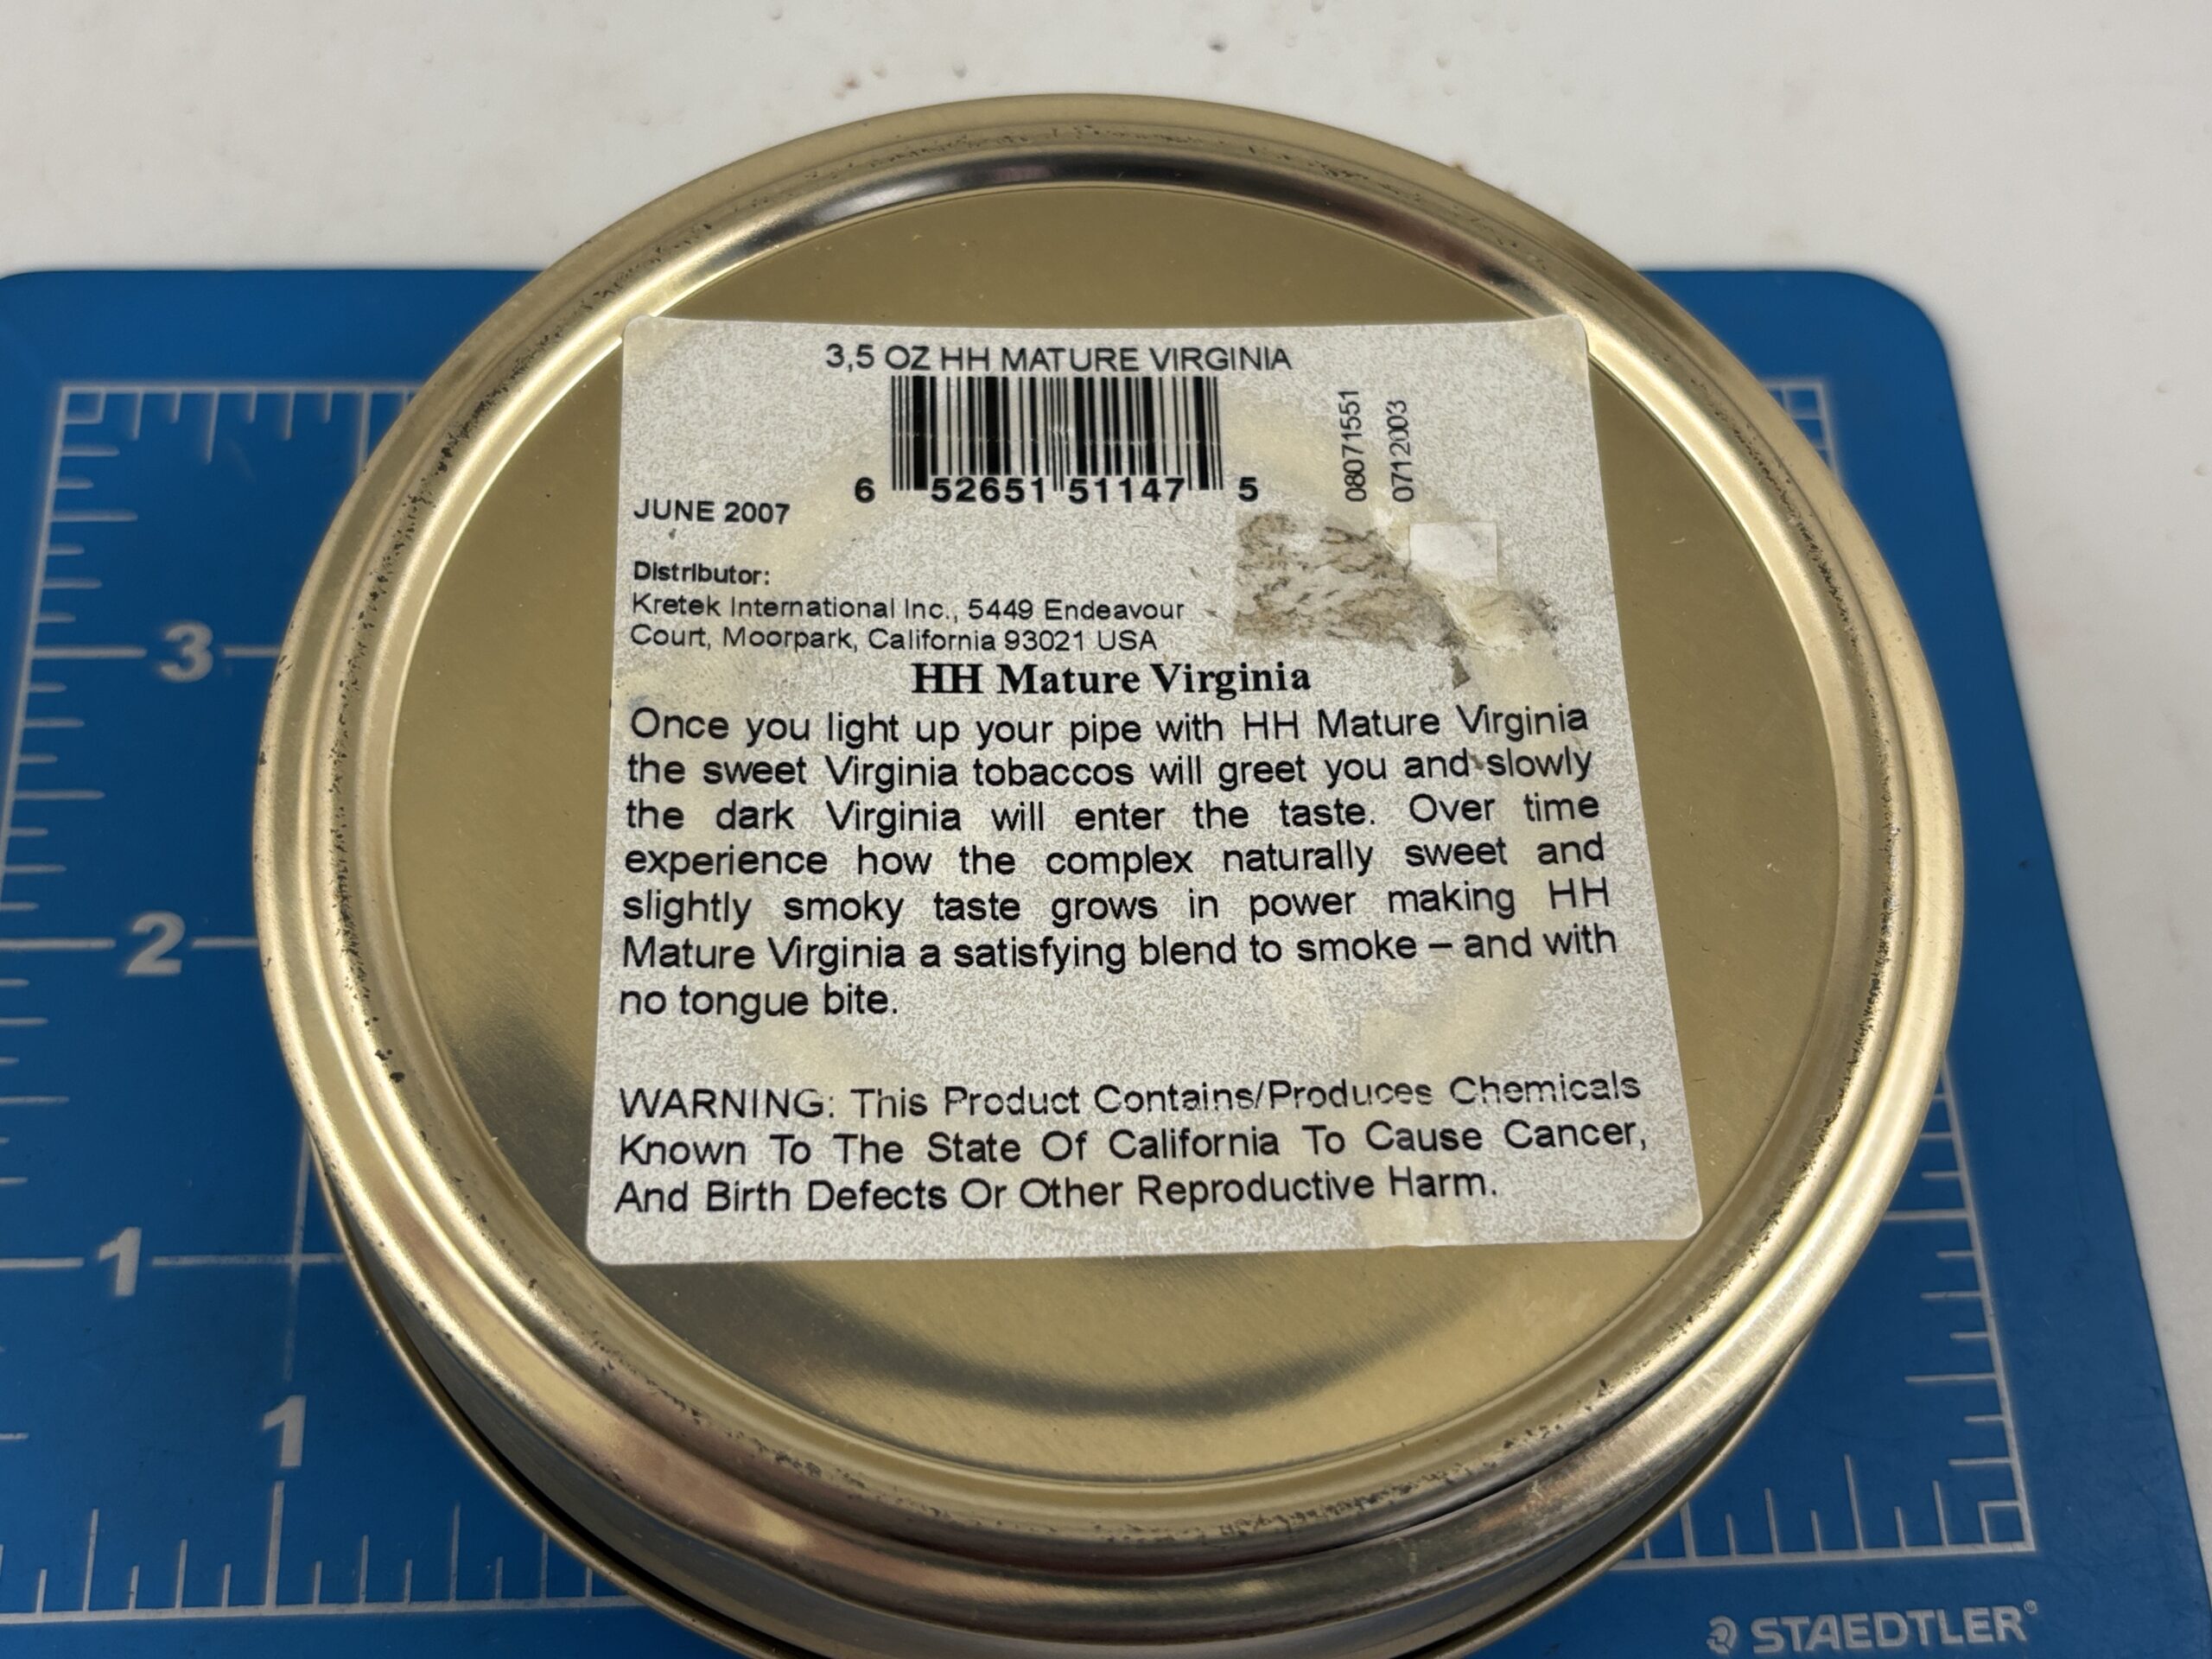 3,5 OZ HH MATURE VIRGINIA
6 52651 51147 5
08071551
0712003
JUNE 2007
Distributor:
Kretek International Inc., 5449 Endeavour
Court, Moorpark, California 93021 USA
HH Mature Virginia
Once you light up your pipe with HH Mature Virginia
the sweet Virginia tobaccos will greet you and slowly
the dark Virginia will enter the taste. Over time
experience how the complex naturally sweet and
slightly smoky taste grows in power making HH
Mature Virginia a satisfying blend to smoke – and with
no tongue bite.
WARNING: This Product Contains/Produces Chemicals
Known To The State Of California To Cause Cancer,
And Birth Defects Or Other Reproductive Harm.
3
2
1
1
STAEDTLER®